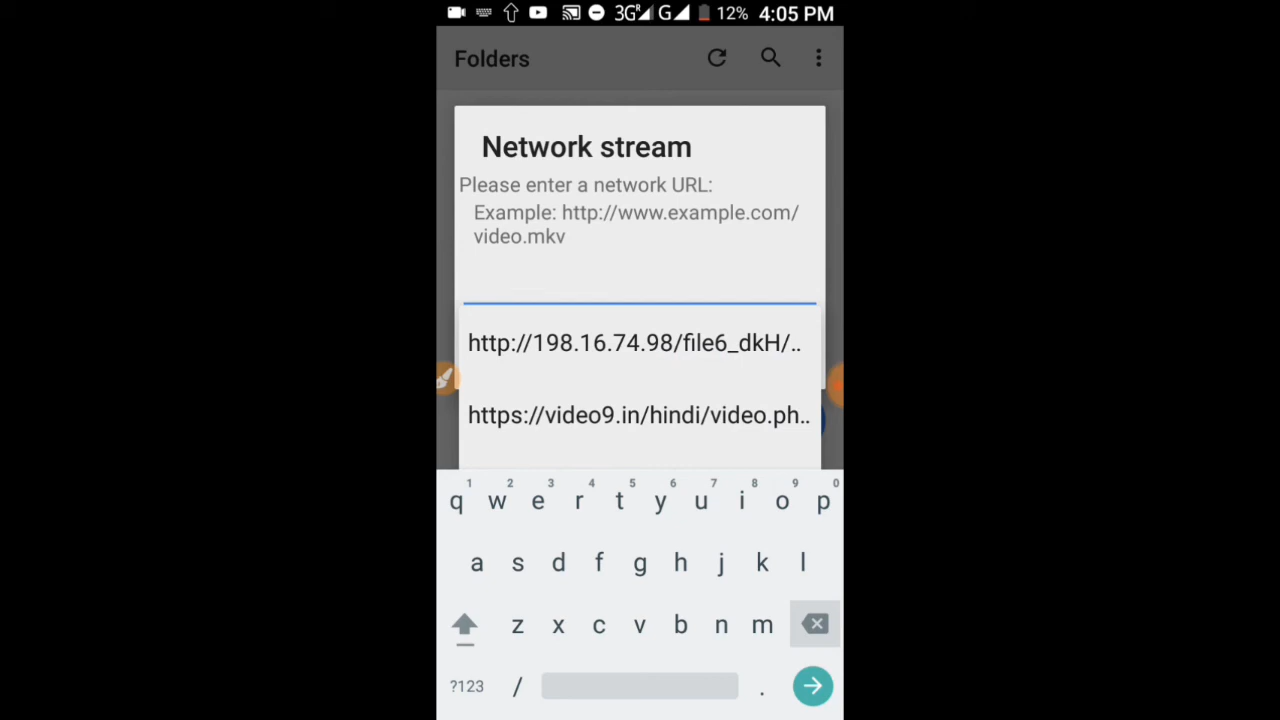 3G R G 12% 4:05 PM
Folders
Network stream
Please enter a network URL:
Example: http://www.example.com/
video.mkv
http://198.16.74.98/file6_dkH/..
https://video9.in/hindi/video.ph..
1 2 3 4 5 6 7 8 9 0
q w e r t y u i o p
a s d f g h j k l
z x c v b n m
?123 / .